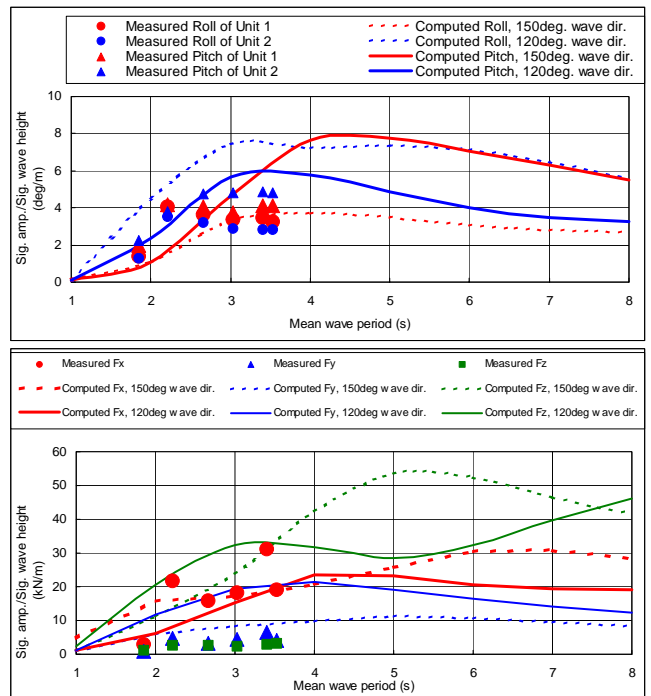 Measured Roll of Unit 1 Computed Roll, 150deg. wave dir.
Measured Roll of Unit 2 Computed Roll, 120deg. wave dir.
Measured Pitch of Unit 1 Computed Pitch, 150deg. wave dir.
Measured Pitch of Unit 2 Computed Pitch, 120deg. wave dir.
Sig. amp./Sig. wave height
(deg/m)
10
8
6
4
2
0
1 2 3 4 5 6 7 8
Mean wave period (s)
Measured Fx Measured Fy Measured Fz
Computed Fx, 150deg wave dir. Computed Fy, 150deg wave dir. Computed Fz, 150deg wave dir.
Computed Fx, 120deg wave dir. Computed Fy, 120deg wave dir. Computed Fz, 120deg wave dir.
Sig. amp./Sig. wave height
(kN/m)
60
50
40
30
20
10
0
1 2 3 4 5 6 7 8
Mean wave period (s)